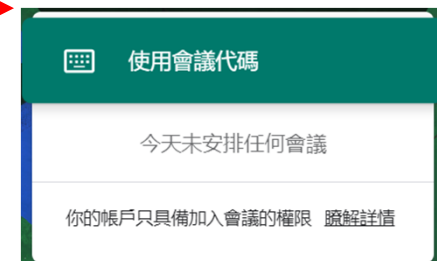 使用會議代碼
今天未安排任何會議
你的帳戶只具備加入會議的權限 瞭解詳情